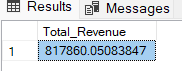 Results Messages
Total_Revenue
1 817860.05083847